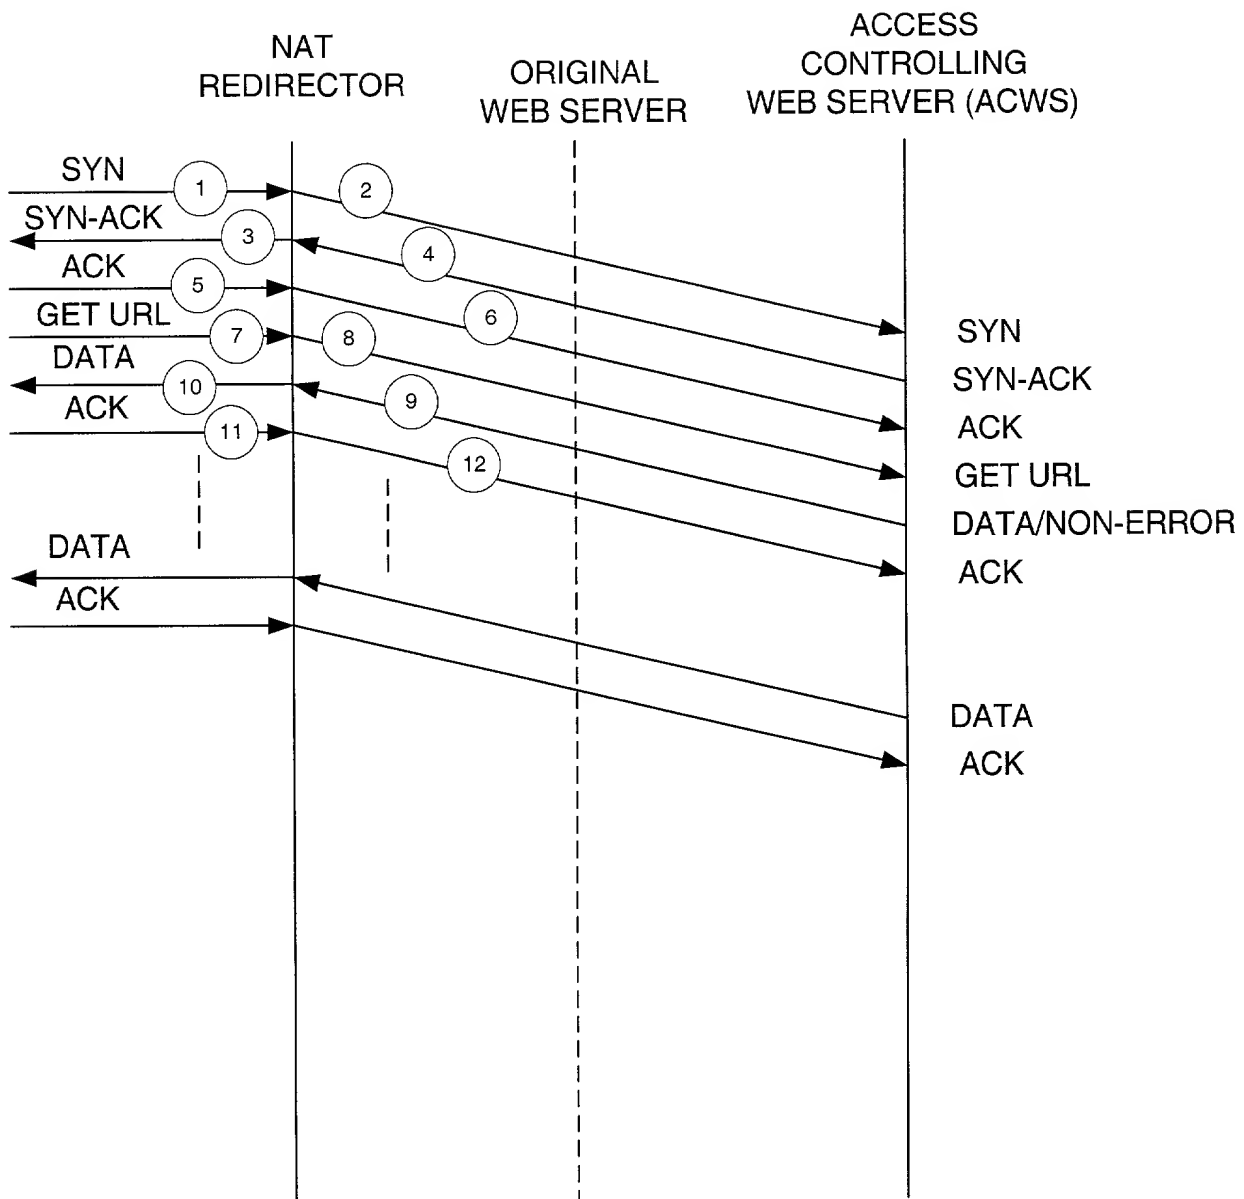 NAT
REDIRECTOR
ORIGINAL
WEB SERVER
ACCESS
CONTROLLING
WEB SERVER (ACWS)
SYN
1
2
SYN-ACK
3
4
ACK
5
6
GET URL
7
8
DATA
10
9
ACK
11
12
SYN
SYN-ACK
ACK
GET URL
DATA/NON-ERROR
ACK
DATA
ACK
DATA
ACK